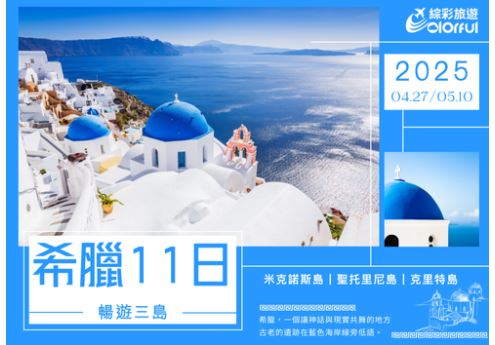 綜彩旅遊
Colorful
2025
04.27/05.10
希臘11日
暢遊三島
米克諾斯島｜聖托里尼島｜克里特島
希臘，一個讓神話與現實共舞的地方
古老的遺跡在藍色海岸線旁低語。